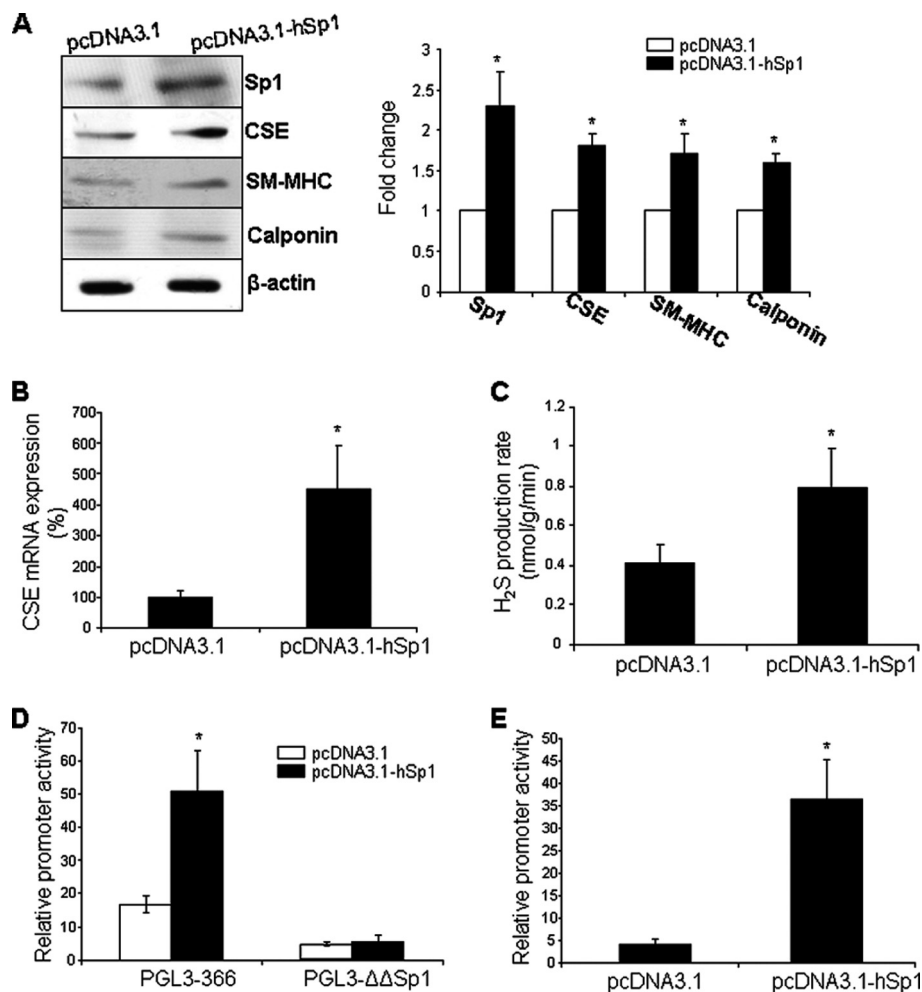 A
pcDNA3.1 pcDNA3.1-hSp1
Sp1
CSE
SM-MHC
Calponin
β-actin
pcDNA3.1
pcDNA3.1-hSp1
Fold change
3
2.5
2
1.5
1
0.5
0
* * * *
Sp1 CSE SM-MHC Calponin
B
CSE mRNA expression
(%)
700
600
500
400
300
200
100
0
*
pcDNA3.1 pcDNA3.1-hSp1
C
H₂S production rate
(nmol/g/min)
1.2
1
0.8
0.6
0.4
0.2
0
*
pcDNA3.1 pcDNA3.1-hSp1
D
Relative promoter activity
70
60
50
40
30
20
10
0
*
pcDNA3.1
pcDNA3.1-hSp1
PGL3-366 PGL3-ΔΔSp1
E
Relative promoter activity
50
45
40
35
30
25
20
15
10
5
0
*
pcDNA3.1 pcDNA3.1-hSp1